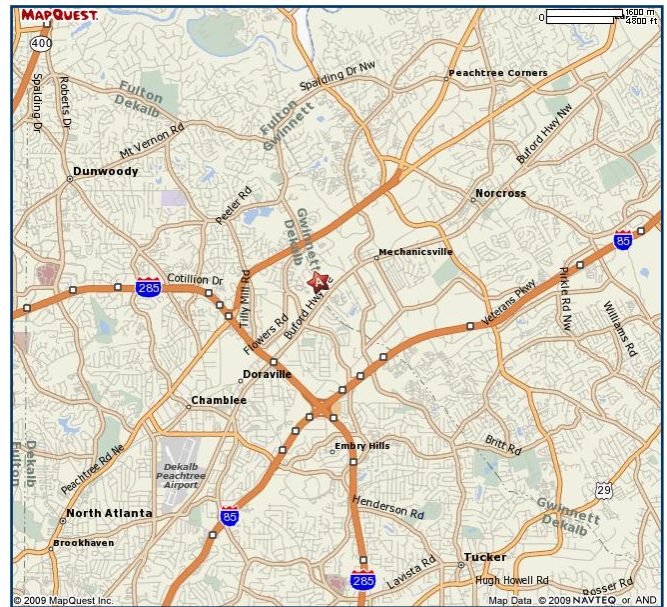 MAPQUEST.
0
1600 m
4800 ft
400
Spalding Dr
Roberts Dr
Fulton
Dekalb
Mt Vernon Rd
Dunwoody
Spalding Dr Nw
Peachtree Corners
Fulton
Gwinnett
Buford Hwy Nw
Norcross
Peeler Rd
Gwinnett
Dekalb
Mechanicsville
85
A
Cotillion Dr
285
Tilly Mill Rd
Flowers Rd
Buford Hwy
Veterans Pkwy
Pirkle Rd Nw
Williams Rd
Doraville
Chamblee
Embry Hills
Britt Rd
Dekalb
Fulton
Peachtree Rd Ne
Dekalb
Peachtree
Airport
29
Gwinnett
Dekalb
North Atlanta
Brookhaven
85
Henderson Rd
285
Lavista Rd
Tucker
Hugh Howell Rd
Rosser Rd
© 2009 MapQuest Inc.
Map Data © 2009 NAVTEQ or AND